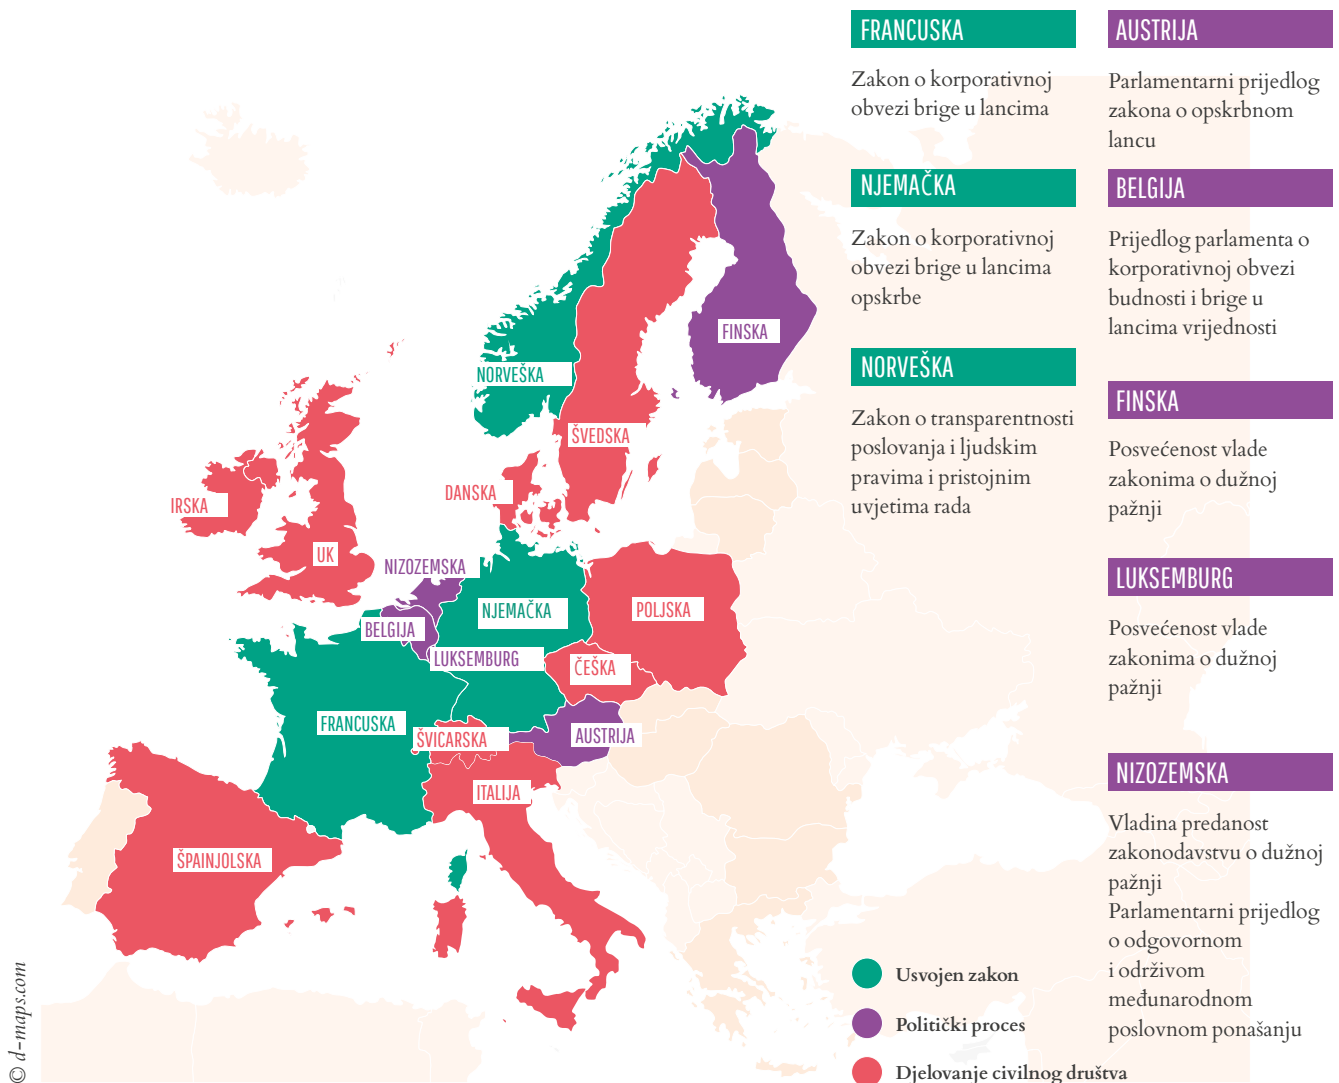 FRANCUSKA
Zakon o korporativnoj
obvezi brige u lancima
NJEMAČKA
Zakon o korporativnoj
obvezi brige u lancima
opskrbe
NORVEŠKA
Zakon o transparentnosti
poslovanja i ljudskim
pravima i pristojnim
uvjetima rada
AUSTRIJA
Parlamentarni prijedlog
zakona o opskrbnom
lancu
BELGIJA
Prijedlog parlamenta o
korporativnoj obvezi
budnosti i brige u
lancima vrijednosti
FINSKA
Posvećenost vlade
zakonima o dužnoj
pažnji
LUKSEMBURG
Posvećenost vlade
zakonima o dužnoj
pažnji
NIZOZEMSKA
Vladina predanost
zakonodavstvu o dužnoj
pažnji
Parlamentarni prijedlog
o odgovornom
i održivom
međunarodnom
poslovnom ponašanju
FINSKA
NORVEŠKA
ŠVEDSKA
DANSKA
IRSKA
UK
NIZOZEMSKA
NJEMAČKA
POLJSKA
BELGIJA
LUKSEMBURG
ČEŠKA
FRANCUSKA
ŠVICARSKA
AUSTRIJA
ITALIJA
ŠPAINJOLSKA
Usvojen zakon
Politički proces
Djelovanje civilnog društva
© d-maps.com